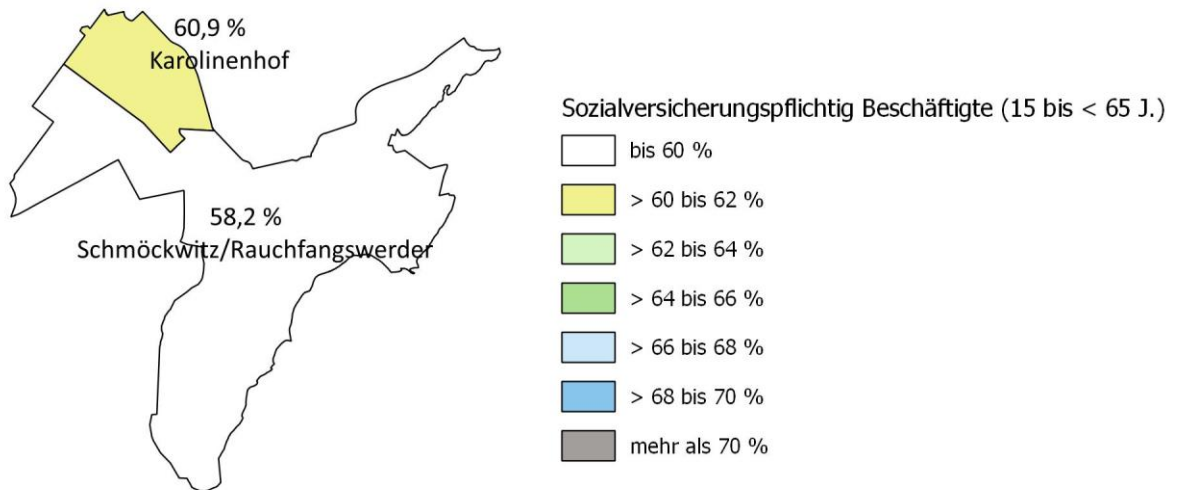 60,9 %
Karolinenhof
58,2 %
Schmöckwitz/Rauchfangswerder
Sozialversicherungspflichtig Beschäftigte (15 bis < 65 J.)
bis 60 %
> 60 bis 62 %
> 62 bis 64 %
> 64 bis 66 %
> 66 bis 68 %
> 68 bis 70 %
mehr als 70 %